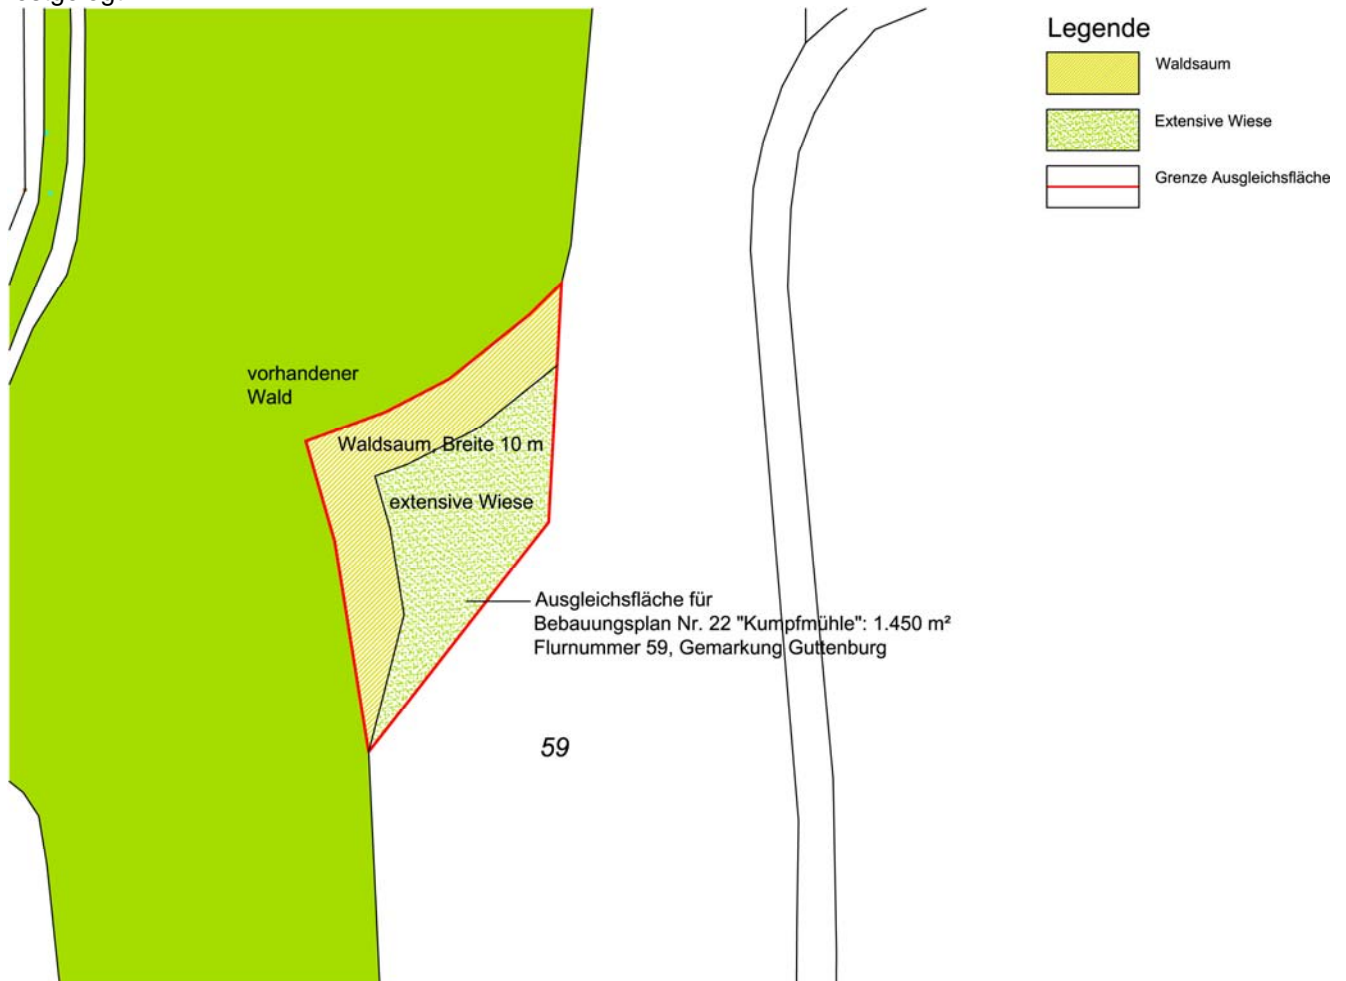 Legende
Waldsaum
Extensive Wiese
Grenze Ausgleichsfläche
vorhandener
Wald
Waldsaum, Breite 10 m
extensive Wiese
Ausgleichsfläche für
Bebauungsplan Nr. 22 "Kumpfmühle": 1.450 m²
Flurnummer 59, Gemarkung Guttenburg
59